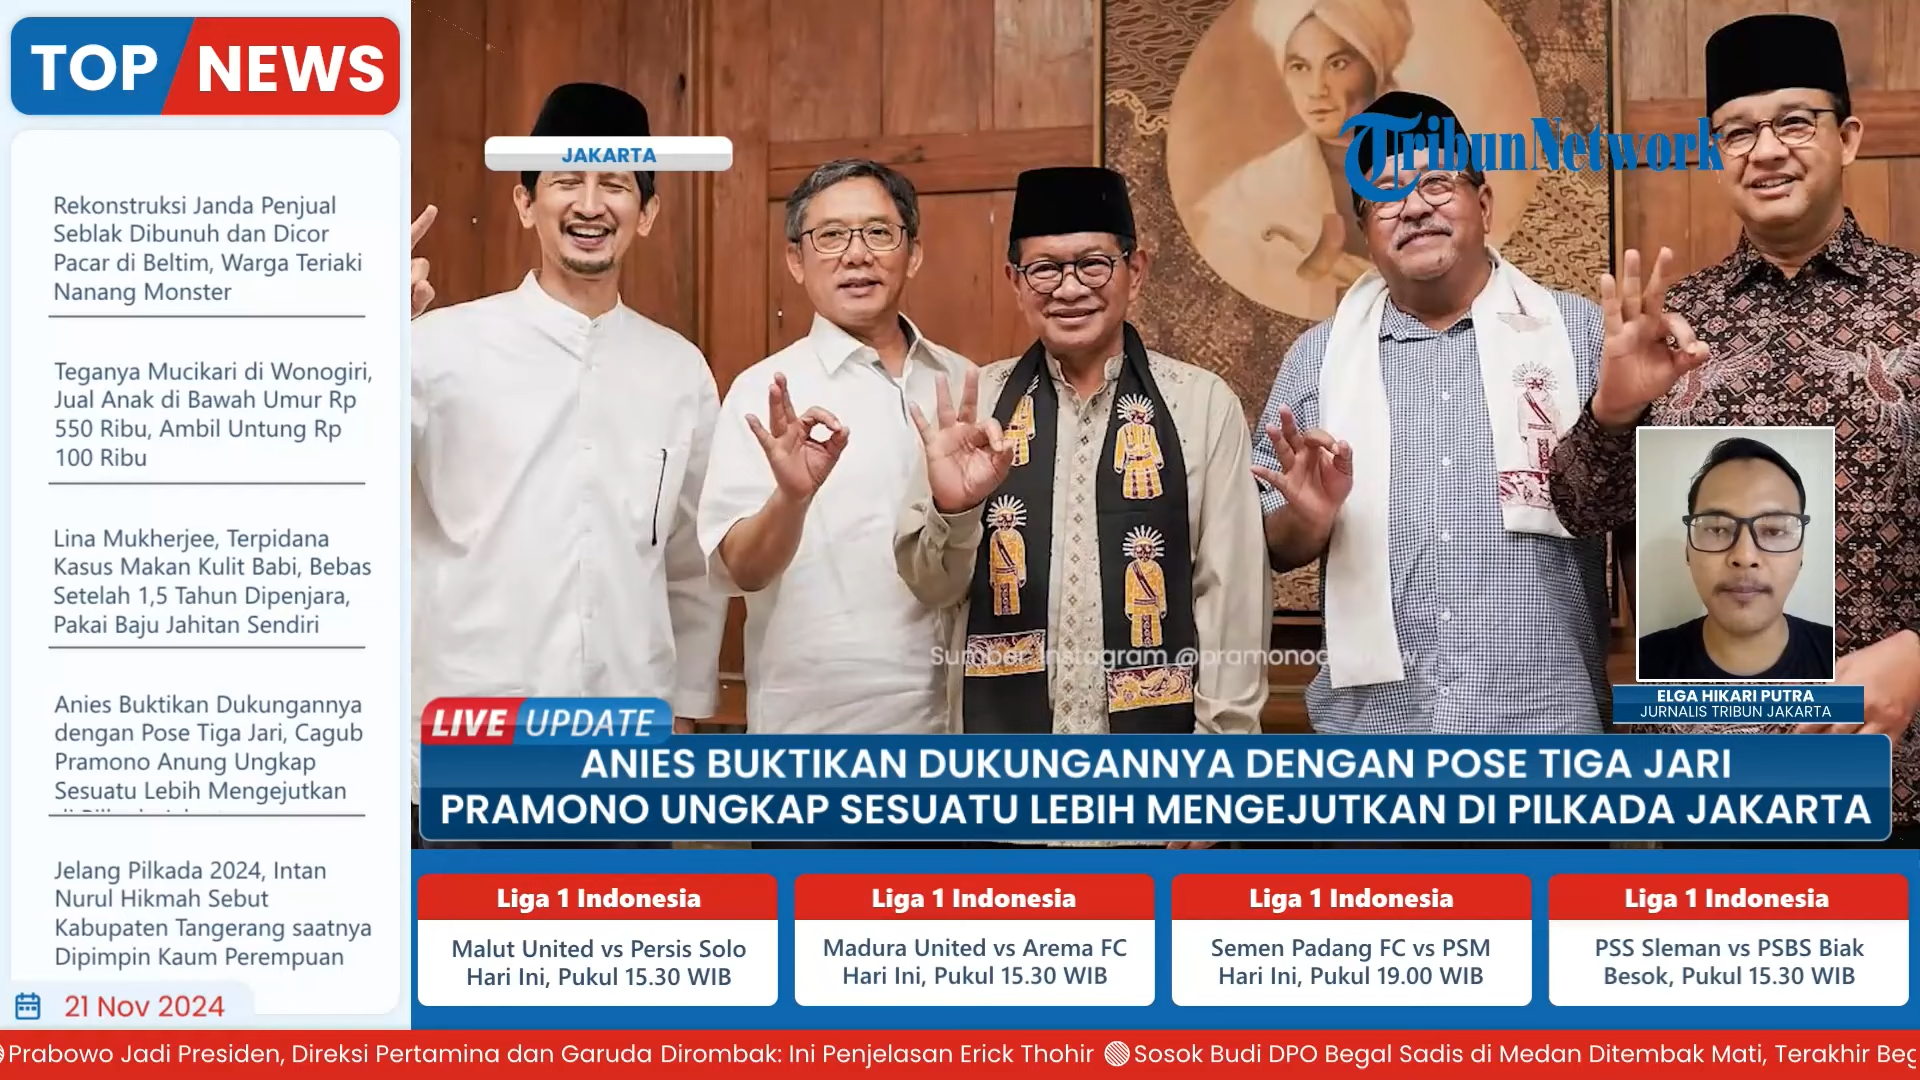 TOP NEWS
Rekonstruksi Janda Penjual
Seblak Dibunuh dan Dicor
Pacar di Beltim, Warga Teriaki
Nanang Monster
Teganya Mucikari di Wonogiri,
Jual Anak di Bawah Umur Rp
550 Ribu, Ambil Untung Rp
100 Ribu
Lina Mukherjee, Terpidana
Kasus Makan Kulit Babi, Bebas
Setelah 1,5 Tahun Dipenjara,
Pakai Baju Jahitan Sendiri
Anies Buktikan Dukungannya
dengan Pose Tiga Jari, Cagub
Pramono Anung Ungkap
Sesuatu Lebih Mengejutkan
Jelang Pilkada 2024, Intan
Nurul Hikmah Sebut
Kabupaten Tangerang saatnya
Dipimpin Kaum Perempuan
21 Nov 2024
JAKARTA
TribunNetwork
Sumber: Instagram
ELGA HIKARI PUTRA
JURNALIS TRIBUN JAKARTA
LIVE UPDATE
ANIES BUKTIKAN DUKUNGANNYA DENGAN POSE TIGA JARI
PRAMONO UNGKAP SESUATU LEBIH MENGEJUTKAN DI PILKADA JAKARTA
Liga 1 Indonesia
Malut United vs Persis Solo
Hari Ini, Pukul 15.30 WIB
Liga 1 Indonesia
Madura United vs Arema FC
Hari Ini, Pukul 15.30 WIB
Liga 1 Indonesia
Semen Padang FC vs PSM
Hari Ini, Pukul 19.00 WIB
Liga 1 Indonesia
PSS Sleman vs PSBS Biak
Besok, Pukul 15.30 WIB
Prabowo Jadi Presiden, Direksi Pertamina dan Garuda Dirombak: Ini Penjelasan Erick Thohir Sosok Budi DPO Begal Sadis di Medan Ditembak Mati, Terakhir Beg